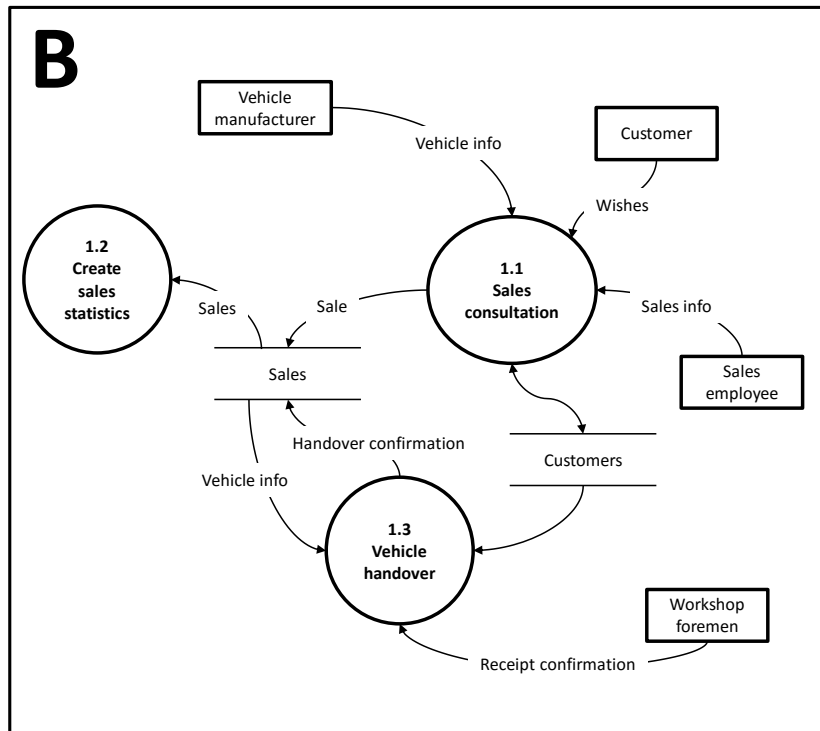 B
Vehicle
manufacturer
Customer
Vehicle info
Wishes
1.2
Create
sales
statistics
1.1
Sales
consultation
Sales
Sale
Sales info
Sales
Sales
employee
Handover confirmation
Customers
Vehicle info
1.3
Vehicle
handover
Workshop
foremen
Receipt confirmation